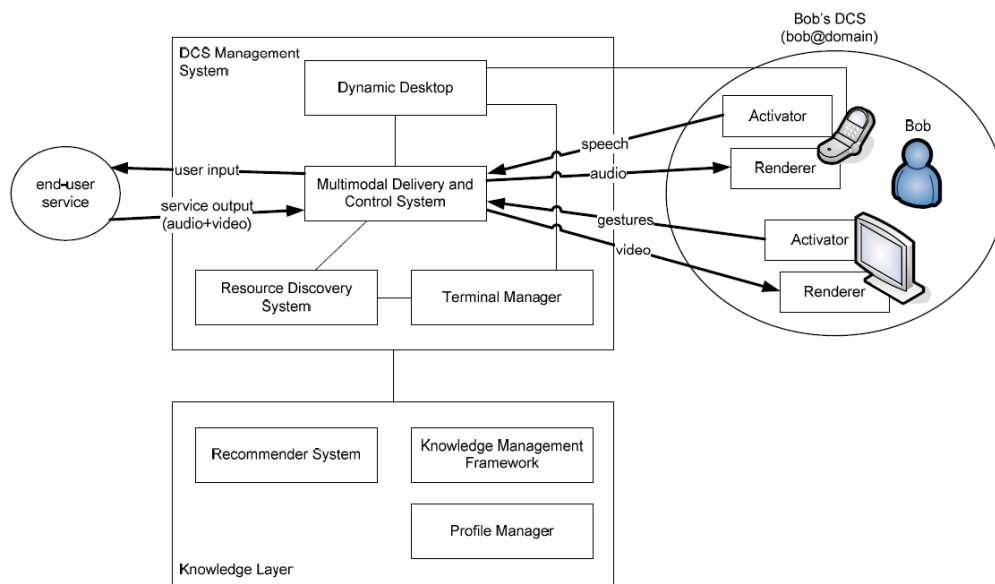 Bob's DCS
(bob@domain)
DCS Management
System
Dynamic Desktop
Activator
Bob
speech
Renderer
audio
user input
Multimodal Delivery and
Control System
end-user
service
service output
(audio+video)
gestures
Activator
video
Renderer
Resource Discovery
System
Terminal Manager
Recommender System
Knowledge Management
Framework
Profile Manager
Knowledge Layer